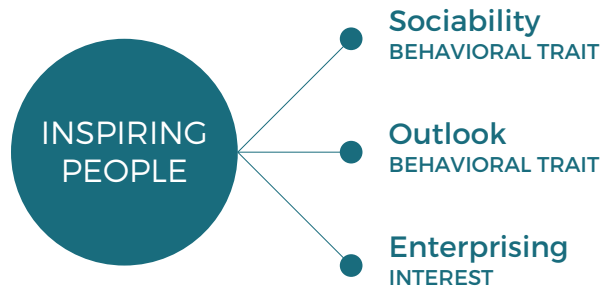 INSPIRING
PEOPLE
Sociability
BEHAVIORAL TRAIT
Outlook
BEHAVIORAL TRAIT
Enterprising
INTEREST